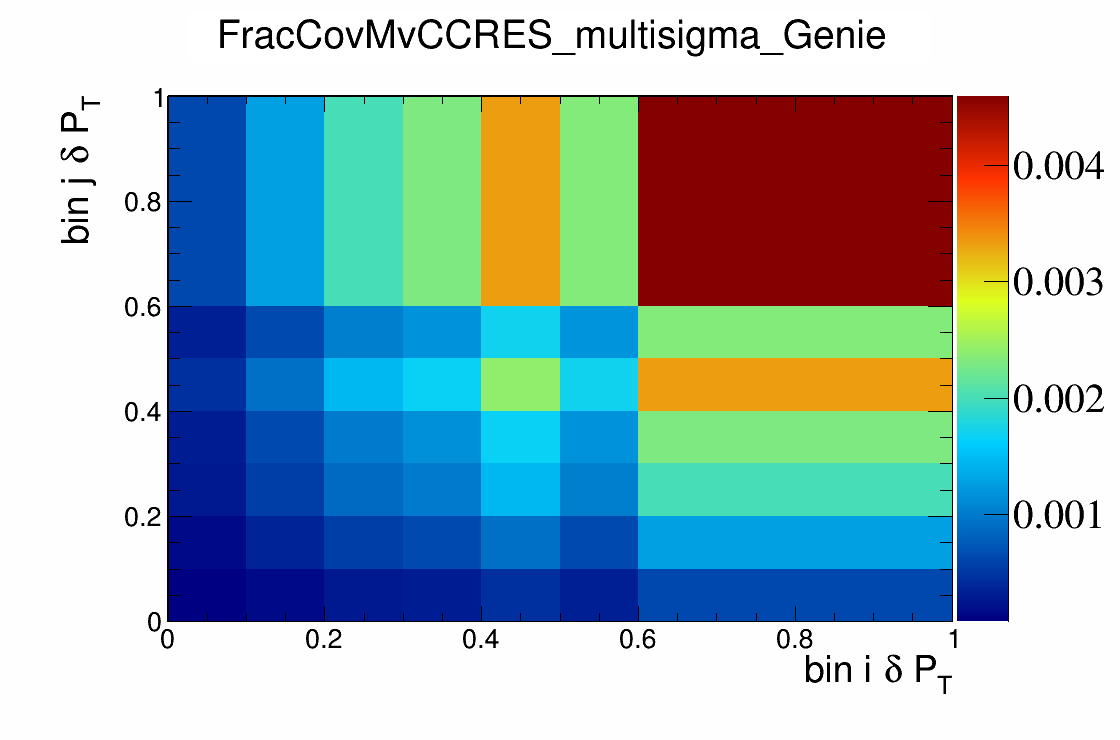 FracCovMvCCRES_multisigma_Genie
bin j δ P_T
1
0.8
0.6
0.4
0.2
0
0 0.2 0.4 0.6 0.8 1
bin i δ P_T
0.004
0.003
0.002
0.001